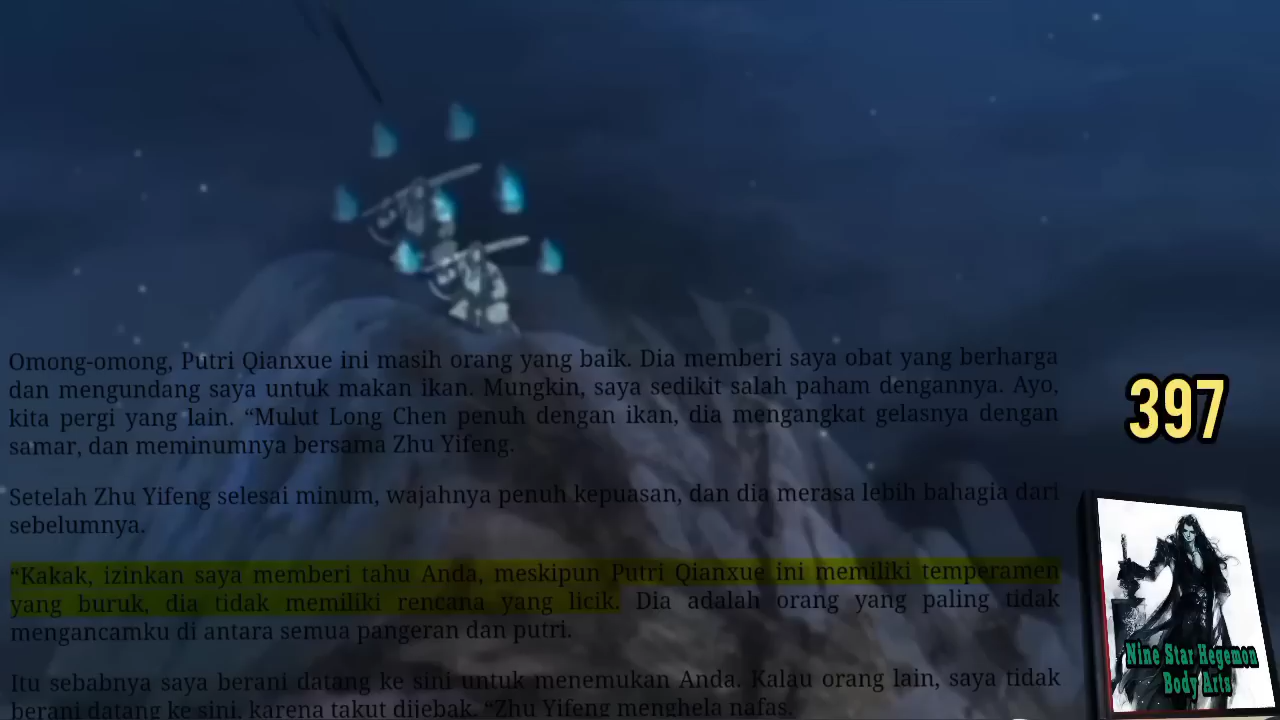 Omong-omong, Putri Qianxue ini masih orang yang baik. Dia memberi saya obat yang berharga
dan mengundang saya untuk makan ikan. Mungkin, saya sedikit salah paham dengannya. Ayo,
kita pergi yang lain. “Mulut Long Chen penuh dengan ikan, dia mengangkat gelasnya dengan
samar, dan meminumnya bersama Zhu Yifeng.
Setelah Zhu Yifeng selesai minum, wajahnya penuh kepuasan, dan dia merasa lebih bahagia dari
sebelumnya.
“Kakak, izinkan saya memberi tahu Anda, meskipun Putri Qianxue ini memiliki temperamen
yang buruk, dia tidak memiliki rencana yang licik. Dia adalah orang yang paling tidak
mengancamku di antara semua pangeran dan putri.
Itu sebabnya saya berani datang ke sini untuk menemukan Anda. Kalau orang lain, saya tidak
berani datang ke sini, karena takut dijebak. “Zhu Yifeng menghela nafas.
397
Nine Star Hegemon
Body Arts